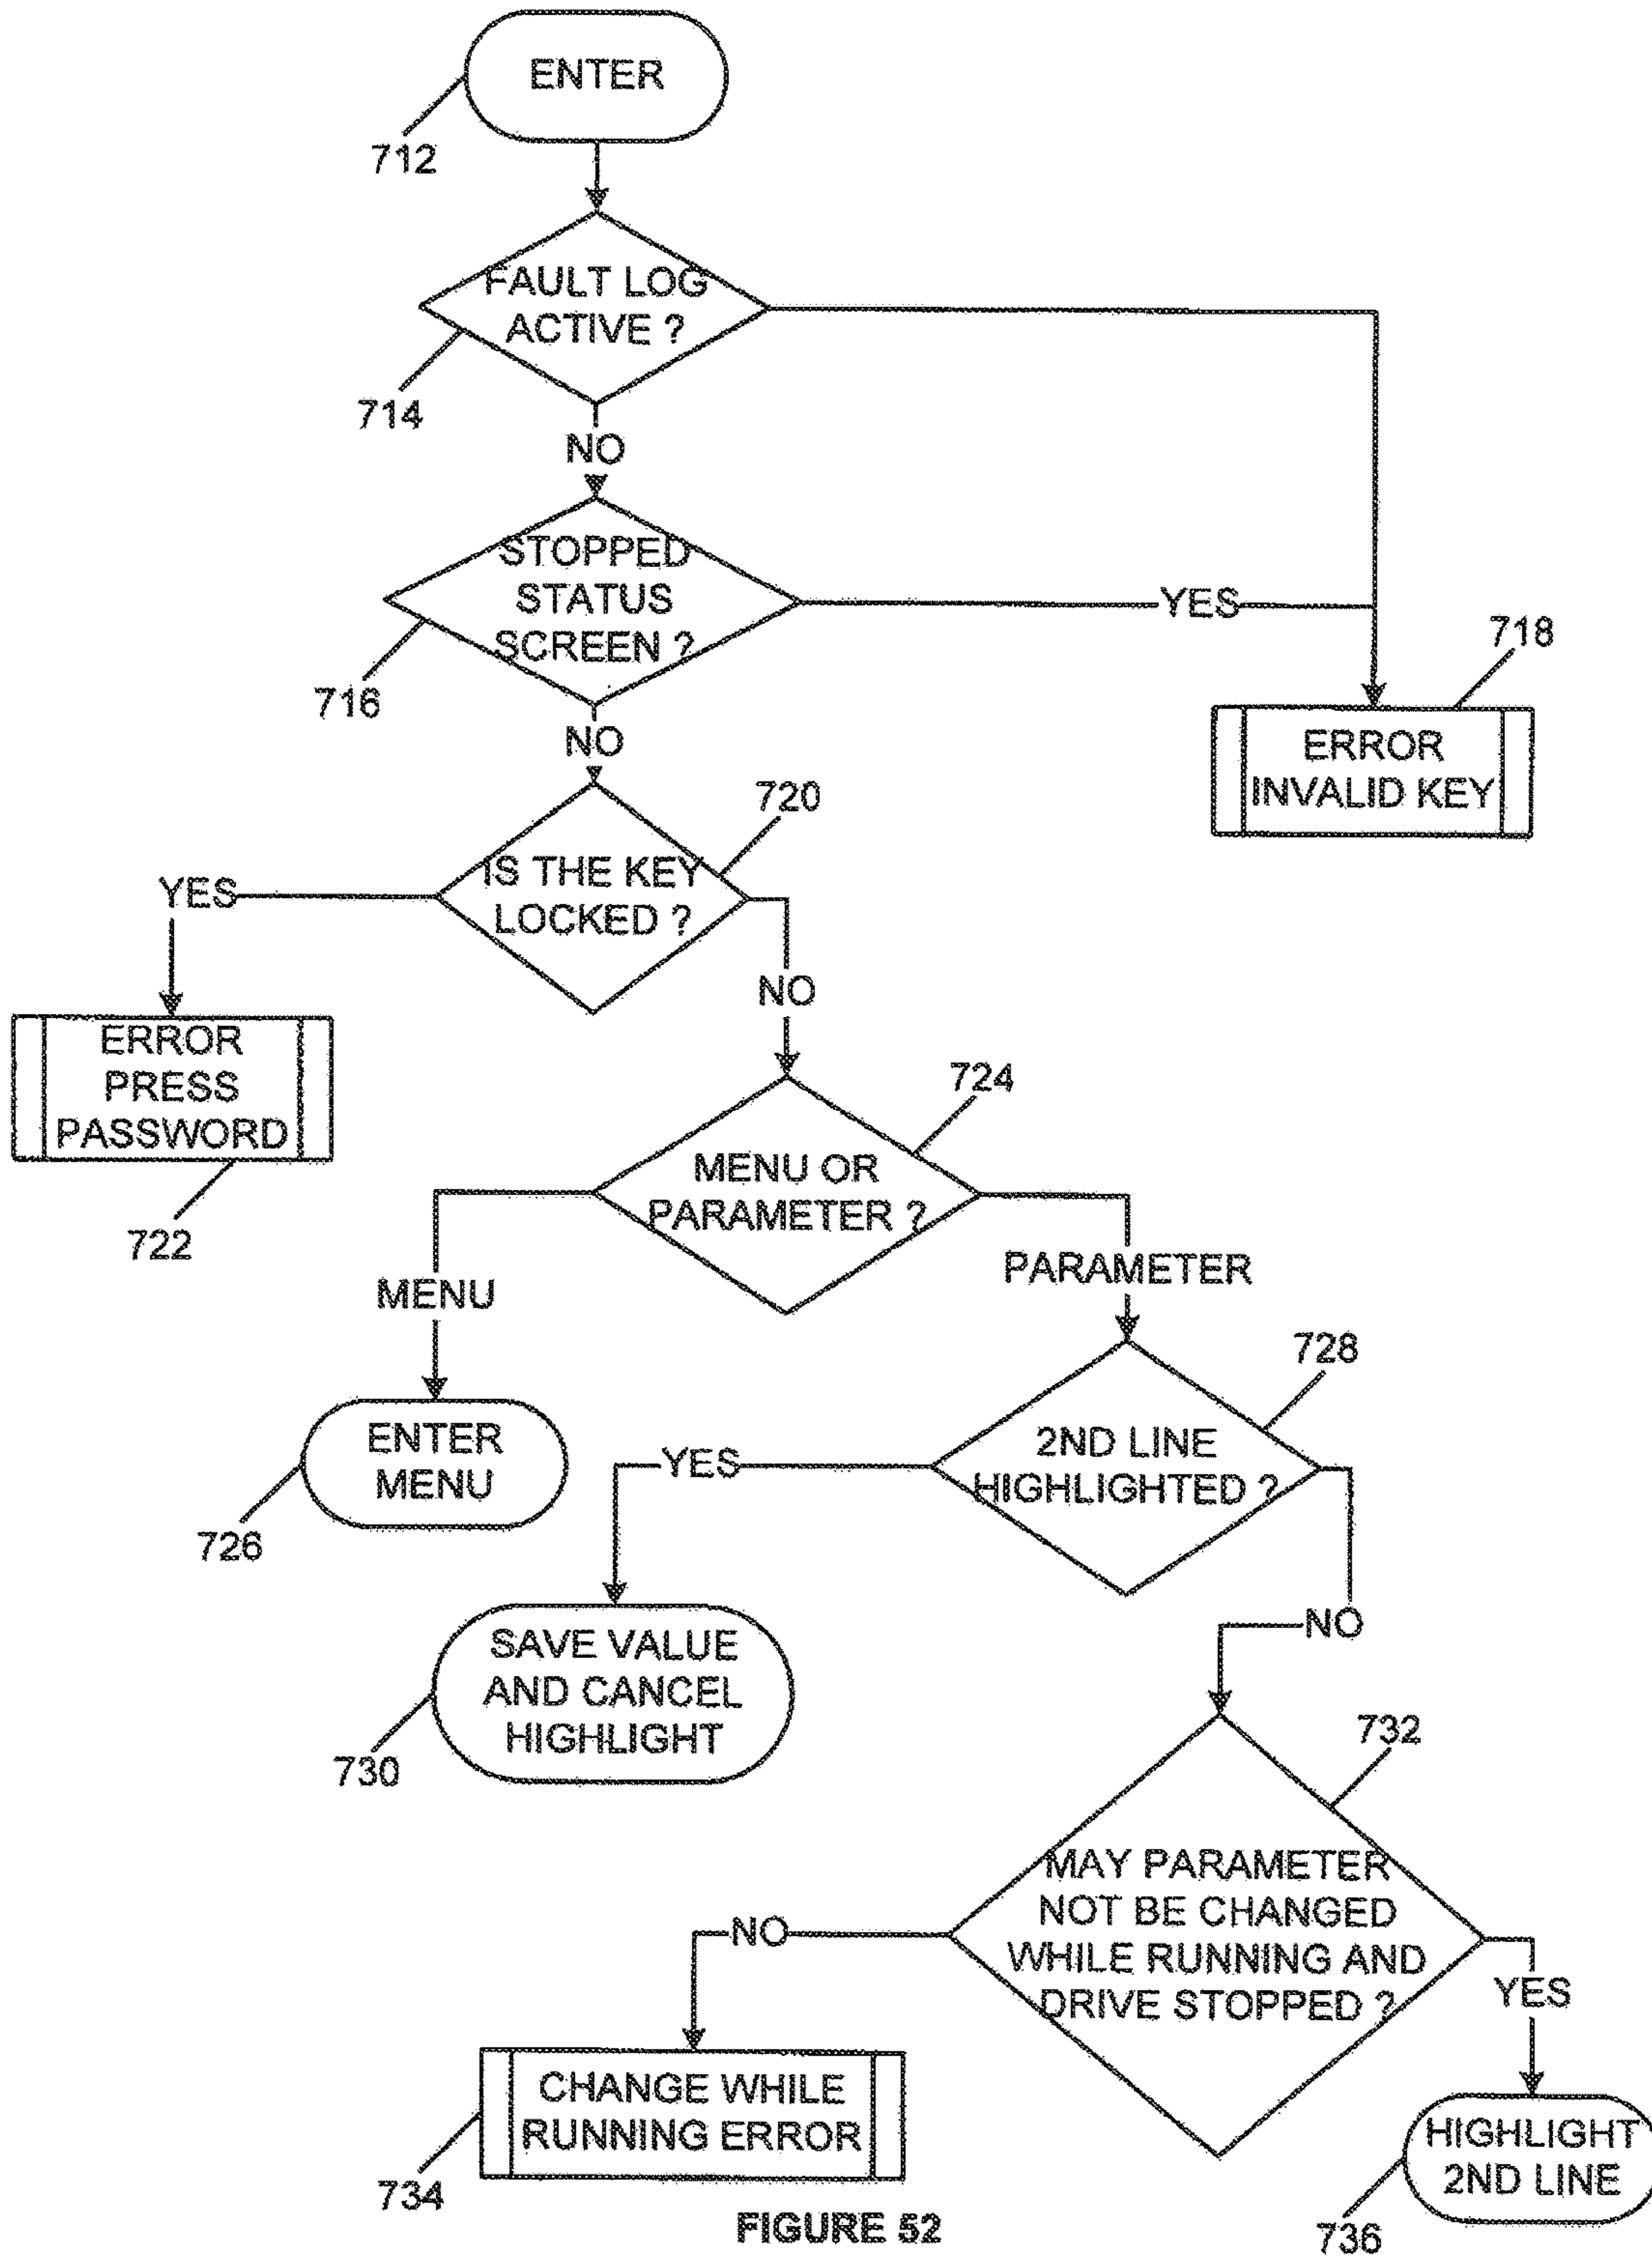 ENTER
712
FAULT LOG
ACTIVE ?
714
NO
STOPPED
STATUS
SCREEN ?
YES
716
718
NO
ERROR
INVALID KEY
720
IS THE KEY
LOCKED ?
YES
NO
ERROR
PRESS
PASSWORD
722
724
MENU OR
PARAMETER ?
MENU
PARAMETER
ENTER
MENU
726
728
2ND LINE
HIGHLIGHTED ?
YES
NO
SAVE VALUE
AND CANCEL
HIGHLIGHT
730
732
MAY PARAMETER
NOT BE CHANGED
WHILE RUNNING AND
DRIVE STOPPED ?
NO
YES
CHANGE WHILE
RUNNING ERROR
734
HIGHLIGHT
2ND LINE
736
FIGURE 52